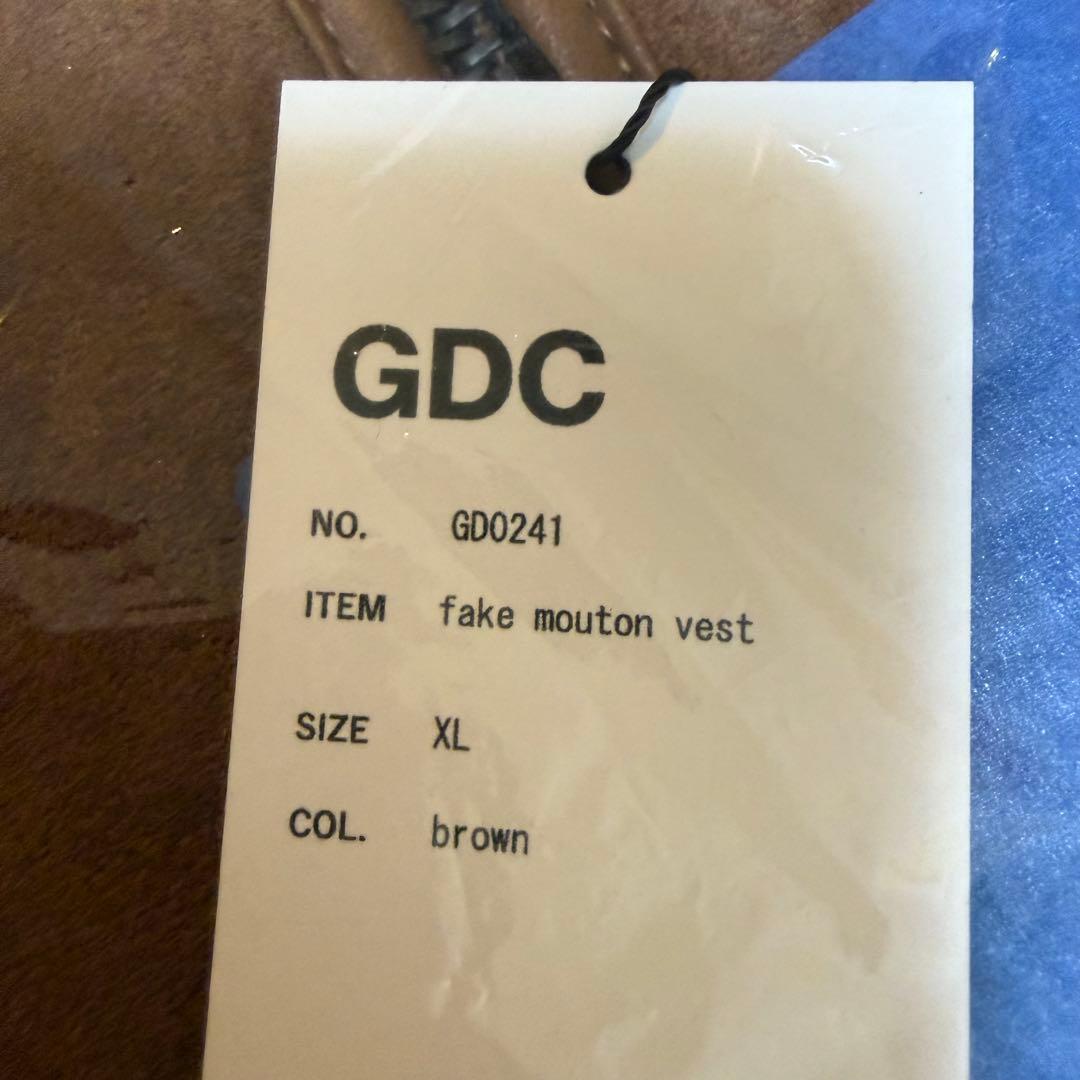 GDC
NO. GD0241
ITEM fake mouton vest
SIZE XL
COL. brown